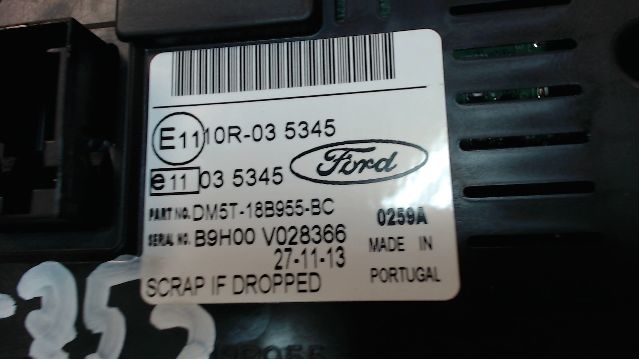 E11 10R-03 5345
e11 03 5345 Ford
PART NO. DM5T-18B955-BC 0259A
SERIAL NO. B9H00 V028366 MADE IN
27-11-13 PORTUGAL
SCRAP IF DROPPED